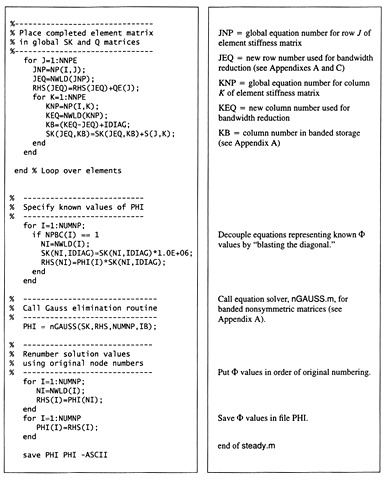 %-------------------------
% Place completed element matrix
% in global SK and Q matrices
%-------------------------
for J=1:NNPE
JNP=NP(I,J);
JEQ=NWLD(JNP);
RHS(JEQ)=RHS(JEQ)+QE(J);
for K=1:NNPE
KNP=NP(I,K);
KEQ=NWLD(KNP);
KB=(KEQ-JEQ)+IDIAG;
SK(JEQ,KB)=SK(JEQ,KB)+S(J,K);
end
end
end % Loop over elements
% -------------------------
% Specify known values of PHI
% -------------------------
for I=1:NUMNP;
if NPBC(I) == 1
NI=NWLD(I);
SK(NI,IDIAG)=SK(NI,IDIAG)*1.0E+06;
RHS(NI)=PHI(I)*SK(NI,IDIAG);
end
end
% -------------------------
% Call Gauss elimination routine
% -------------------------
PHI = nGAUSS(SK,RHS,NUMNP,IB);
% -------------------------
% Renumber solution values
% using original node numbers
% -------------------------
for I=1:NUMNP;
NI=NWLD(I);
RHS(I)=PHI(NI);
end
for I=1:NUMNP
PHI(I)=RHS(I);
end
save PHI PHI -ASCII
JNP = global equation number for row J of
element stiffness matrix
JEQ = new row number used for bandwidth
reduction (see Appendixes A and C)
KNP = global equation number for column
K of element stiffness matrix
KEQ = new column number used for
bandwidth reduction
KB = column number in banded storage
(see Appendix A)
Decouple equations representing known Φ
values by “blasting the diagonal.”
Call equation solver, nGAUSS.m, for
banded nonsymmetric matrices (see
Appendix A).
Put Φ values in order of original numbering.
Save Φ values in file PHI.
end of steady.m